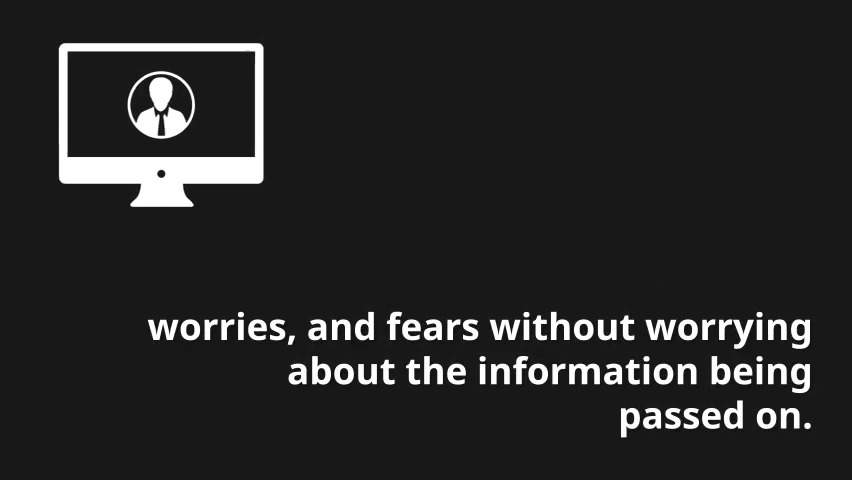 worries, and fears without worrying
about the information being
passed on.